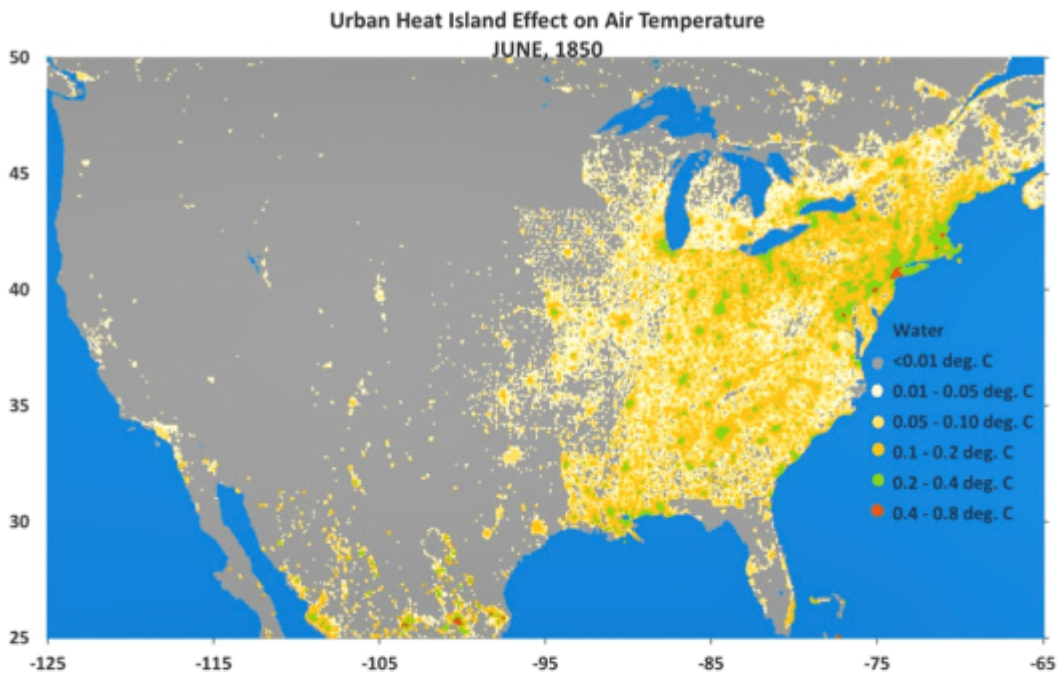 Urban Heat Island Effect on Air Temperature
JUNE, 1850
50
45
40
35
30
25
Water
<0.01 deg. C
0.01 - 0.05 deg. C
0.05 - 0.10 deg. C
0.1 - 0.2 deg. C
0.2 - 0.4 deg. C
0.4 - 0.8 deg. C
-125 -115 -105 -95 -85 -75 -65